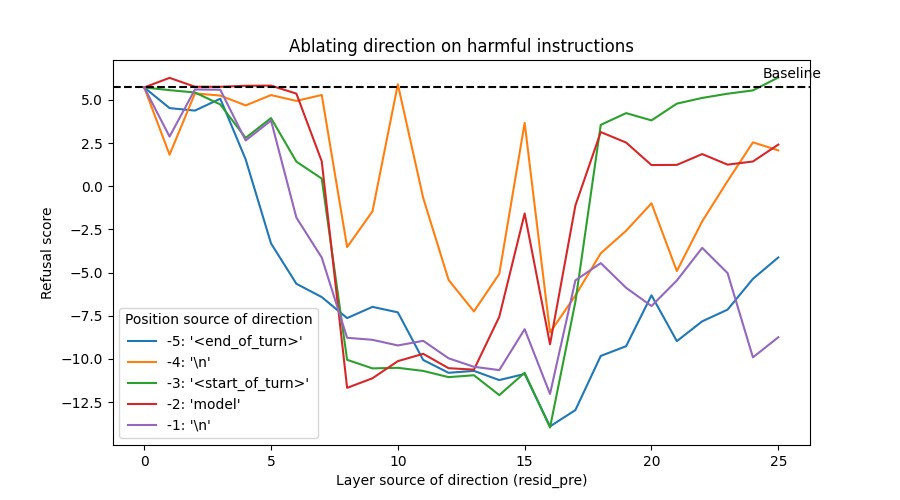 Ablating direction on harmful instructions
Baseline
5.0
2.5
0.0
−2.5
−5.0
−7.5
−10.0
−12.5
Refusal score
Position source of direction
-5: '<end_of_turn>'
-4: '\n'
-3: '<start_of_turn>'
-2: 'model'
-1: '\n'
0 5 10 15 20 25
Layer source of direction (resid_pre)